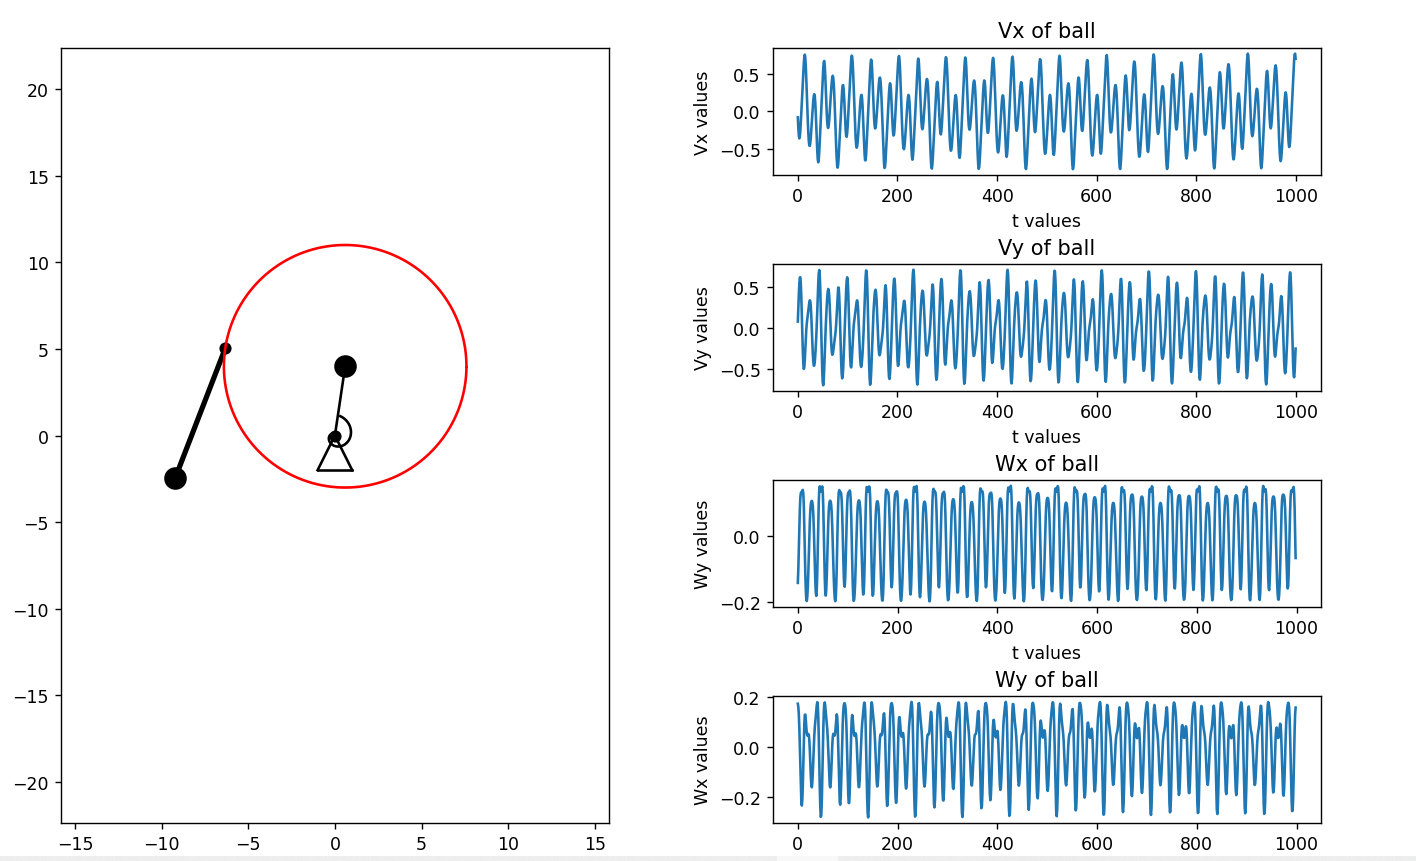 20
15
10
5
0
−5
−10
−15
−20
−15 −10 −5 0 5 10 15
Vx of ball
Vx values
0.5
0.0
−0.5
0 200 400 600 800 1000
t values
Vy of ball
Vy values
0.5
0.0
−0.5
0 200 400 600 800 1000
t values
Wx of ball
Wy values
0.0
−0.2
0 200 400 600 800 1000
t values
Wy of ball
Wx values
0.2
0.0
−0.2
0 200 400 600 800 1000